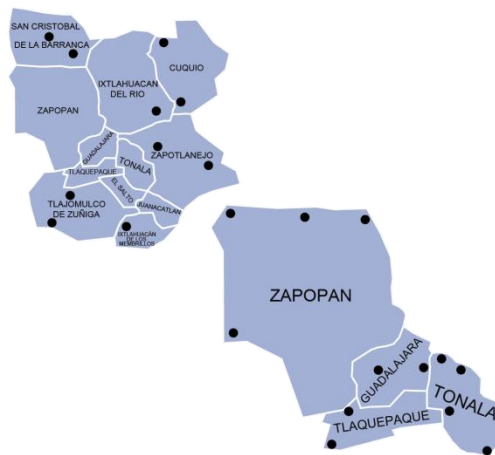 SAN CRISTOBAL
DE LA BARRANCA
CUQUIO
IXTLAHUACAN
DEL RIO
ZAPOPAN
GUADALAJARA
ZAPOTLANEJO
TONALA
TLAQUEPAQUE
EL SALTO
JUANACATLAN
TLAJOMULCO
DE ZUÑIGA
IXTLAHUACÁN
DE LOS
MEMBRILLOS
ZAPOPAN
GUADALAJARA
TONALA
TLAQUEPAQUE